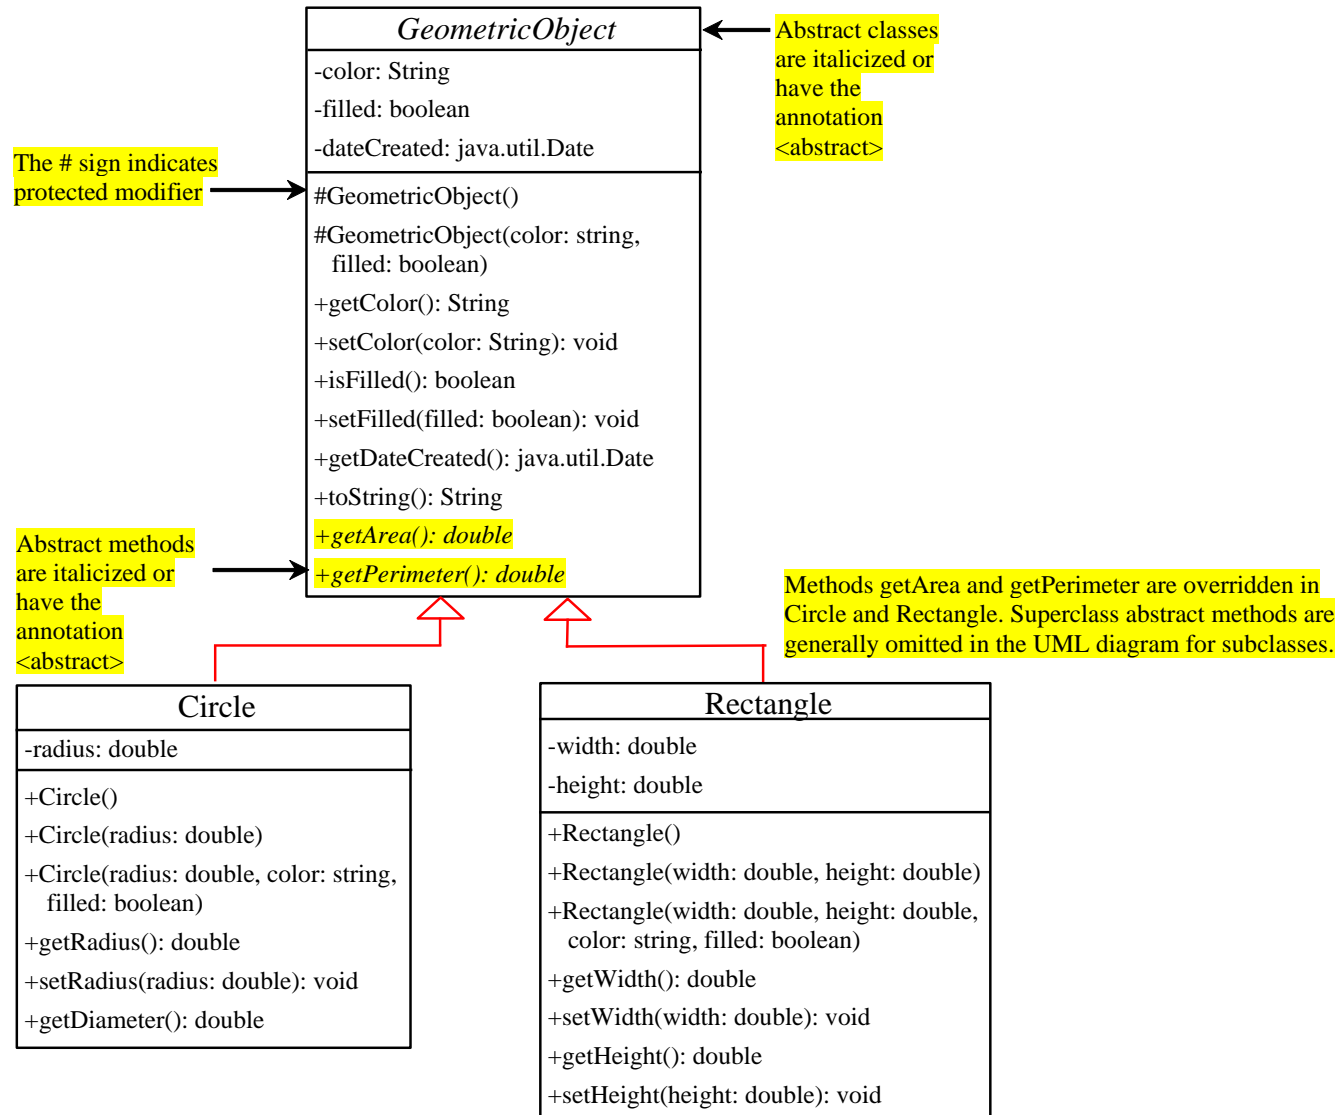 GeometricObject
-color: String
-filled: boolean
-dateCreated: java.util.Date
#GeometricObject()
#GeometricObject(color: string,
filled: boolean)
+getColor(): String
+setColor(color: String): void
+isFilled(): boolean
+setFilled(filled: boolean): void
+getDateCreated(): java.util.Date
+toString(): String
+getArea(): double
+getPerimeter(): double
Abstract classes
are italicized or
have the
annotation
<abstract>
The # sign indicates
protected modifier
Abstract methods
are italicized or
have the
annotation
<abstract>
Methods getArea and getPerimeter are overridden in
Circle and Rectangle. Superclass abstract methods are
generally omitted in the UML diagram for subclasses.
Circle
-radius: double
+Circle()
+Circle(radius: double)
+Circle(radius: double, color: string,
filled: boolean)
+getRadius(): double
+setRadius(radius: double): void
+getDiameter(): double
Rectangle
-width: double
-height: double
+Rectangle()
+Rectangle(width: double, height: double)
+Rectangle(width: double, height: double,
color: string, filled: boolean)
+getWidth(): double
+setWidth(width: double): void
+getHeight(): double
+setHeight(height: double): void